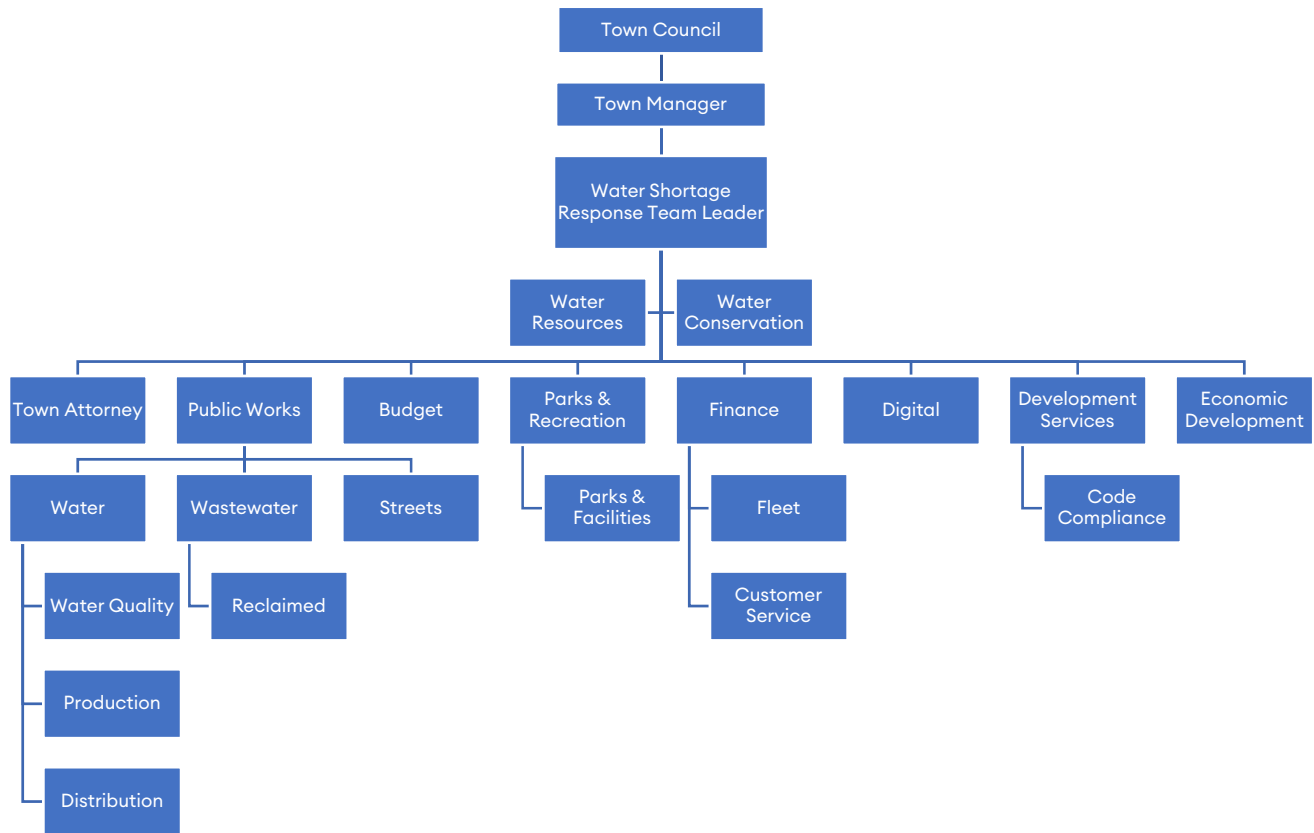 Town Council
Town Manager
Water Shortage
Response Team Leader
Water
Resources
Water
Conservation
Town Attorney
Public Works
Budget
Parks &
Recreation
Finance
Digital
Development
Services
Economic
Development
Water
Wastewater
Streets
Parks &
Facilities
Fleet
Code
Compliance
Water Quality
Reclaimed
Customer
Service
Production
Distribution